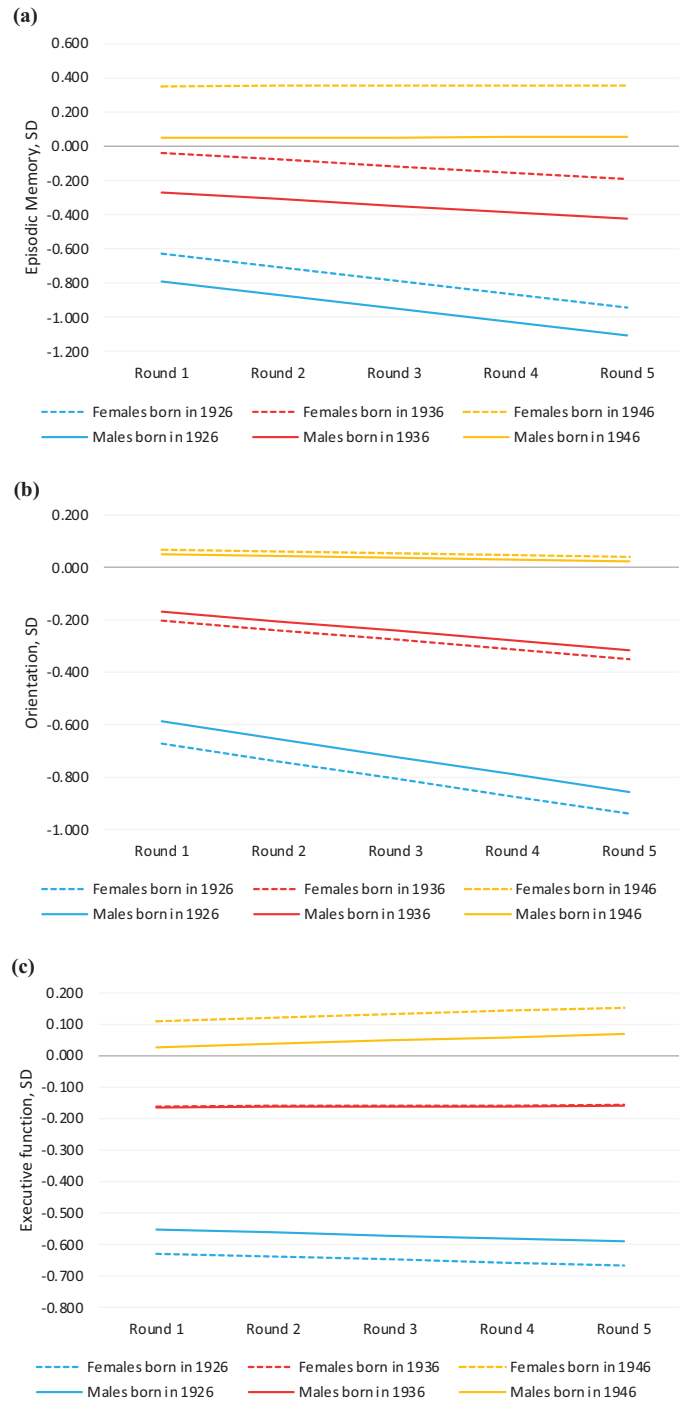 (a)
0.600
0.400
0.200
0.000
-0.200
-0.400
-0.600
-0.800
-1.000
-1.200
Episodic Memory, SD
Round 1 Round 2 Round 3 Round 4 Round 5
Females born in 1926 Females born in 1936 Females born in 1946
Males born in 1926 Males born in 1936 Males born in 1946
(b)
0.200
0.000
-0.200
-0.400
-0.600
-0.800
-1.000
Orientation, SD
Round 1 Round 2 Round 3 Round 4 Round 5
Females born in 1926 Females born in 1936 Females born in 1946
Males born in 1926 Males born in 1936 Males born in 1946
(c)
0.200
0.100
0.000
-0.100
-0.200
-0.300
-0.400
-0.500
-0.600
-0.700
-0.800
Executive function, SD
Round 1 Round 2 Round 3 Round 4 Round 5
Females born in 1926 Females born in 1936 Females born in 1946
Males born in 1926 Males born in 1936 Males born in 1946